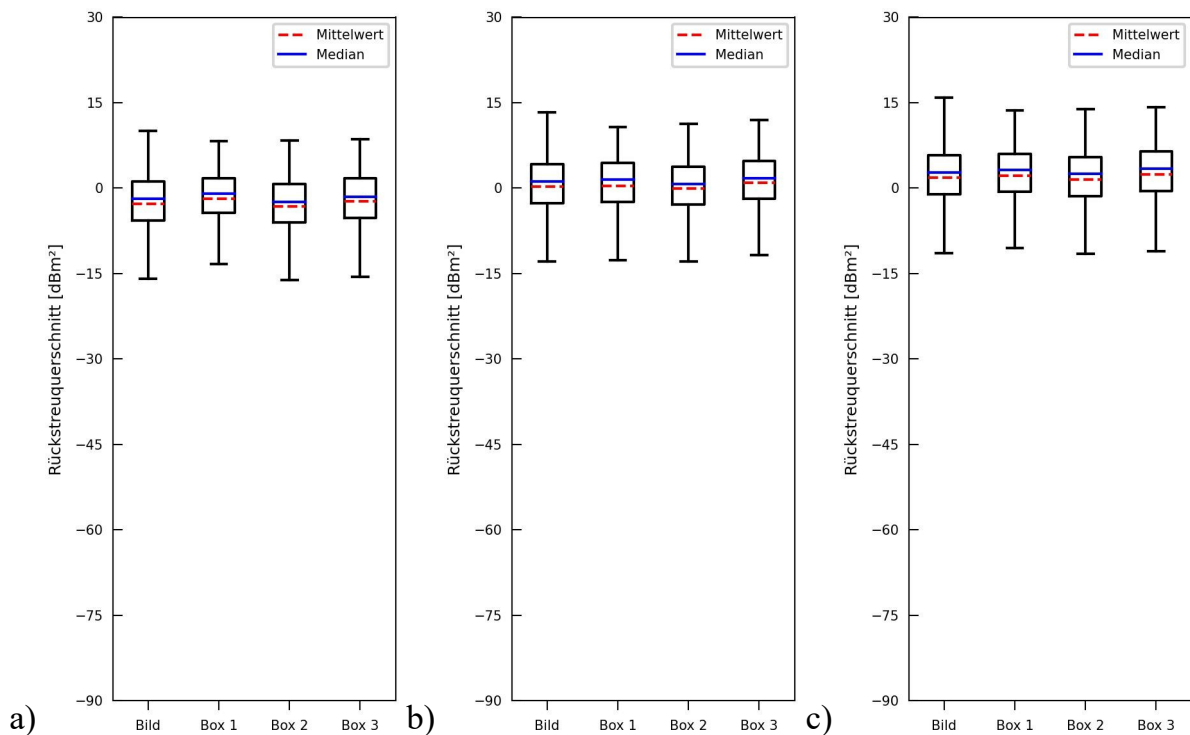 a)
Rückstreuquerschnitt [dBm²]
30
15
0
−15
−30
−45
−60
−75
−90
Mittelwert
Median
Bild Box 1 Box 2 Box 3
b)
Rückstreuquerschnitt [dBm²]
30
15
0
−15
−30
−45
−60
−75
−90
Mittelwert
Median
Bild Box 1 Box 2 Box 3
c)
Rückstreuquerschnitt [dBm²]
30
15
0
−15
−30
−45
−60
−75
−90
Mittelwert
Median
Bild Box 1 Box 2 Box 3